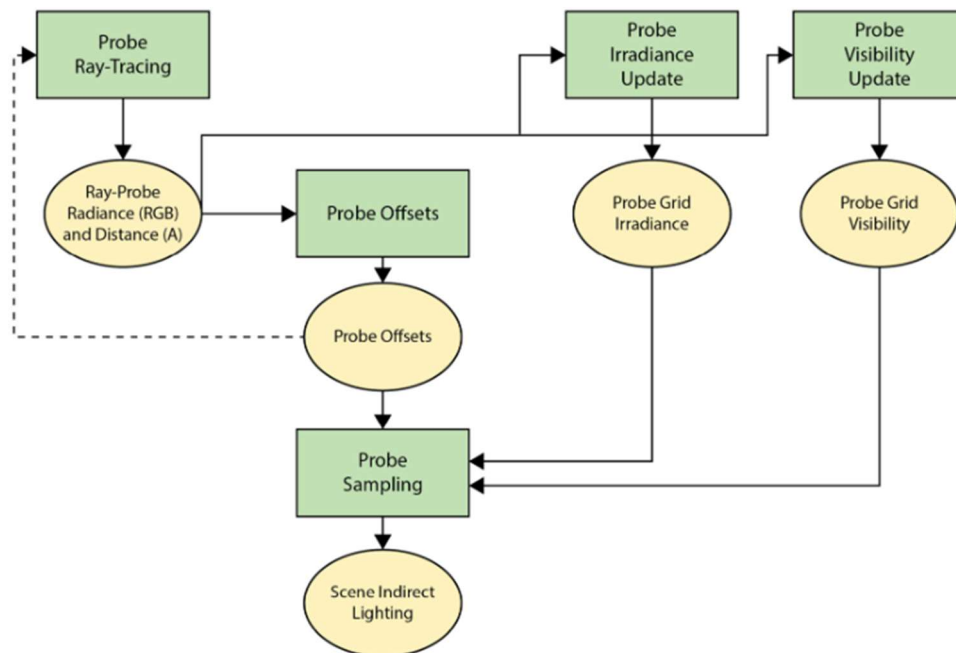 Probe
Ray-Tracing
Probe
Irradiance
Update
Probe
Visibility
Update
Ray-Probe
Radiance (RGB)
and Distance (A)
Probe Offsets
Probe Grid
Irradiance
Probe Grid
Visibility
Probe Offsets
Probe
Sampling
Scene Indirect
Lighting